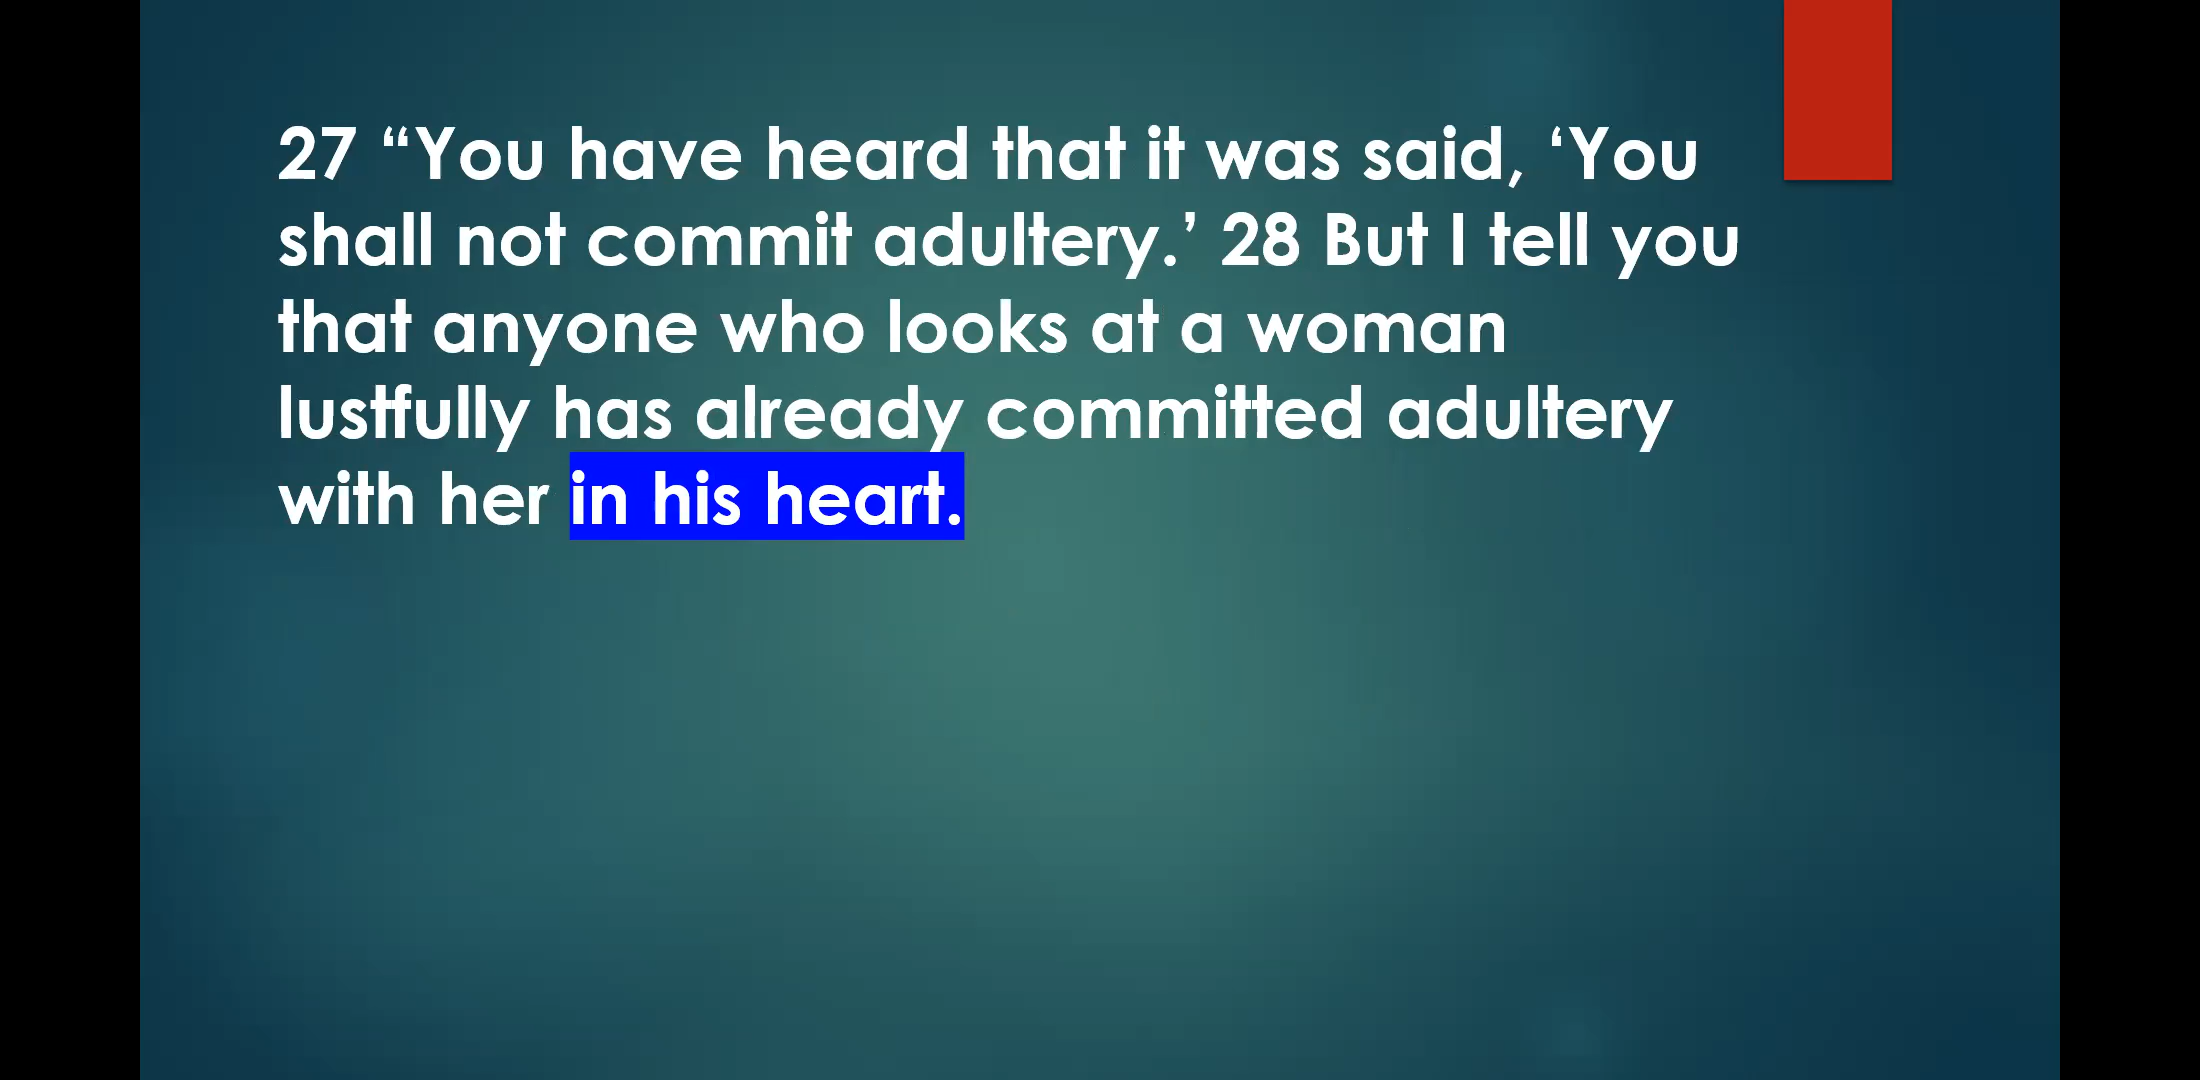 27 “You have heard that it was said, ‘You
shall not commit adultery.’ 28 But I tell you
that anyone who looks at a woman
lustfully has already committed adultery
with her in his heart.